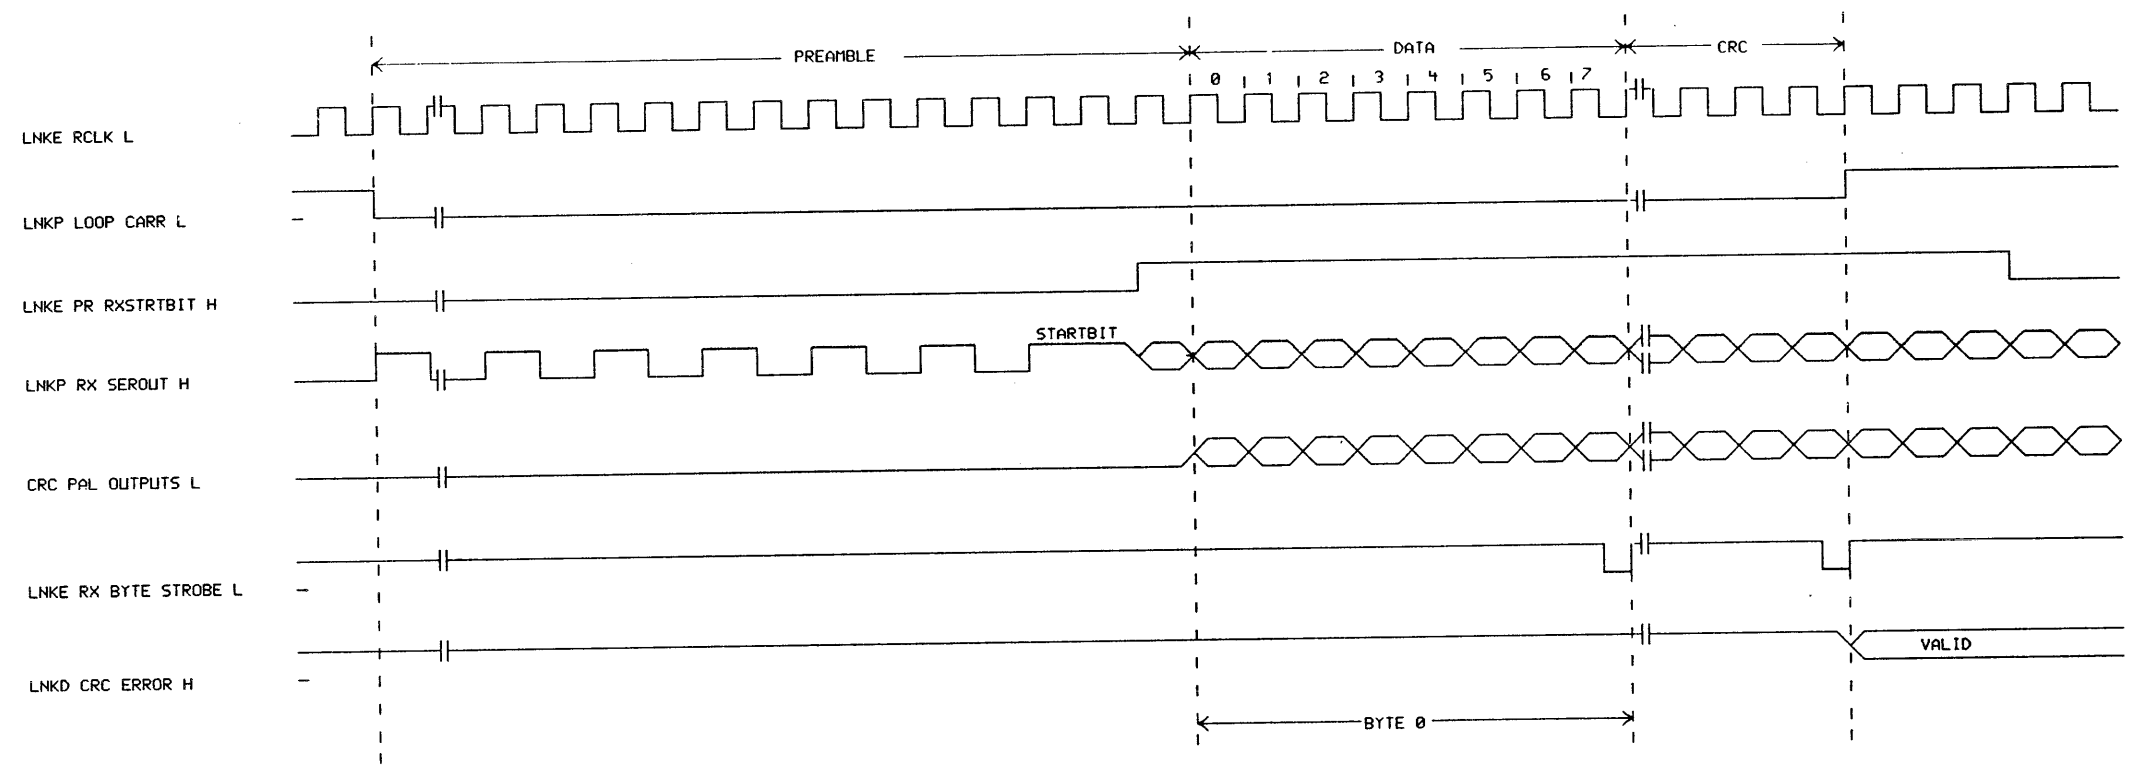 PREAMBLE
DATA
CRC
0 1 2 3 4 5 6 7
LNKE RCLK L
LNKP LOOP CARR L
LNKE PR RXSTRTBIT H
STARTBIT
LNKP RX SEROUT H
CRC PAL OUTPUTS L
LNKE RX BYTE STROBE L
VALID
LNKD CRC ERROR H
BYTE 0